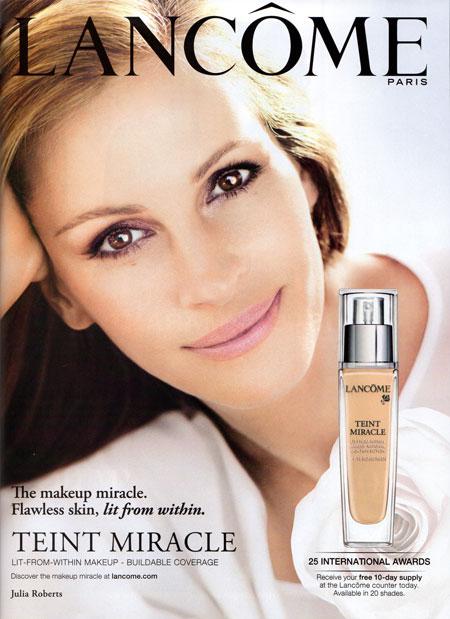 LANCÔME
PARIS
LANCÔME
TEINT
MIRACLE
The makeup miracle.
Flawless skin, lit from within.
TEINT MIRACLE
LIT-FROM-WITHIN MAKEUP - BUILDABLE COVERAGE
Discover the makeup miracle at lancome.com
Julia Roberts
25 INTERNATIONAL AWARDS
Receive your free 10-day supply
at the Lancôme counter today.
Available in 20 shades.